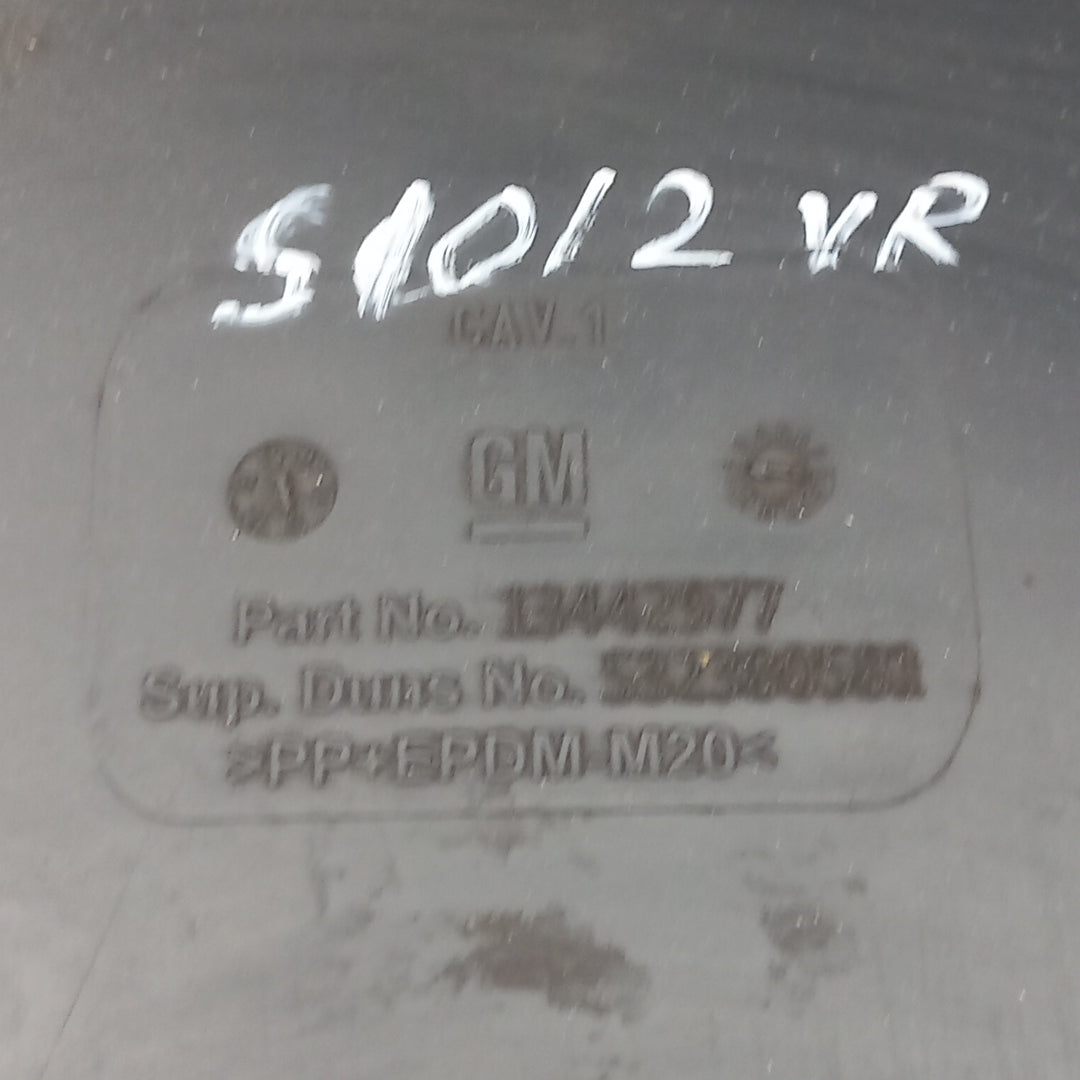 S1012 VR
CAV. 1
GM
Part No. 13442977
Sup. Duns No.
>PP+EPDM M20<